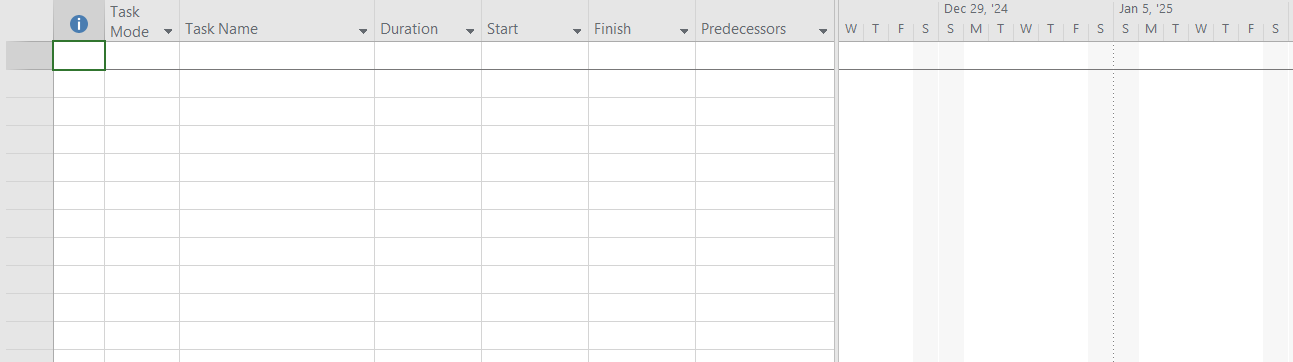 Dec 29, '24 Jan 5, '25
i Task Mode Task Name Duration Start Finish Predecessors
W T F S S M T W T F S S M T W T F S